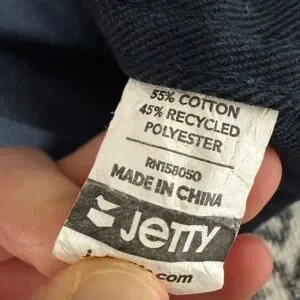 55% COTTON
45% RECYCLED
POLYESTER
RN158050
MADE IN CHINA
JETTY